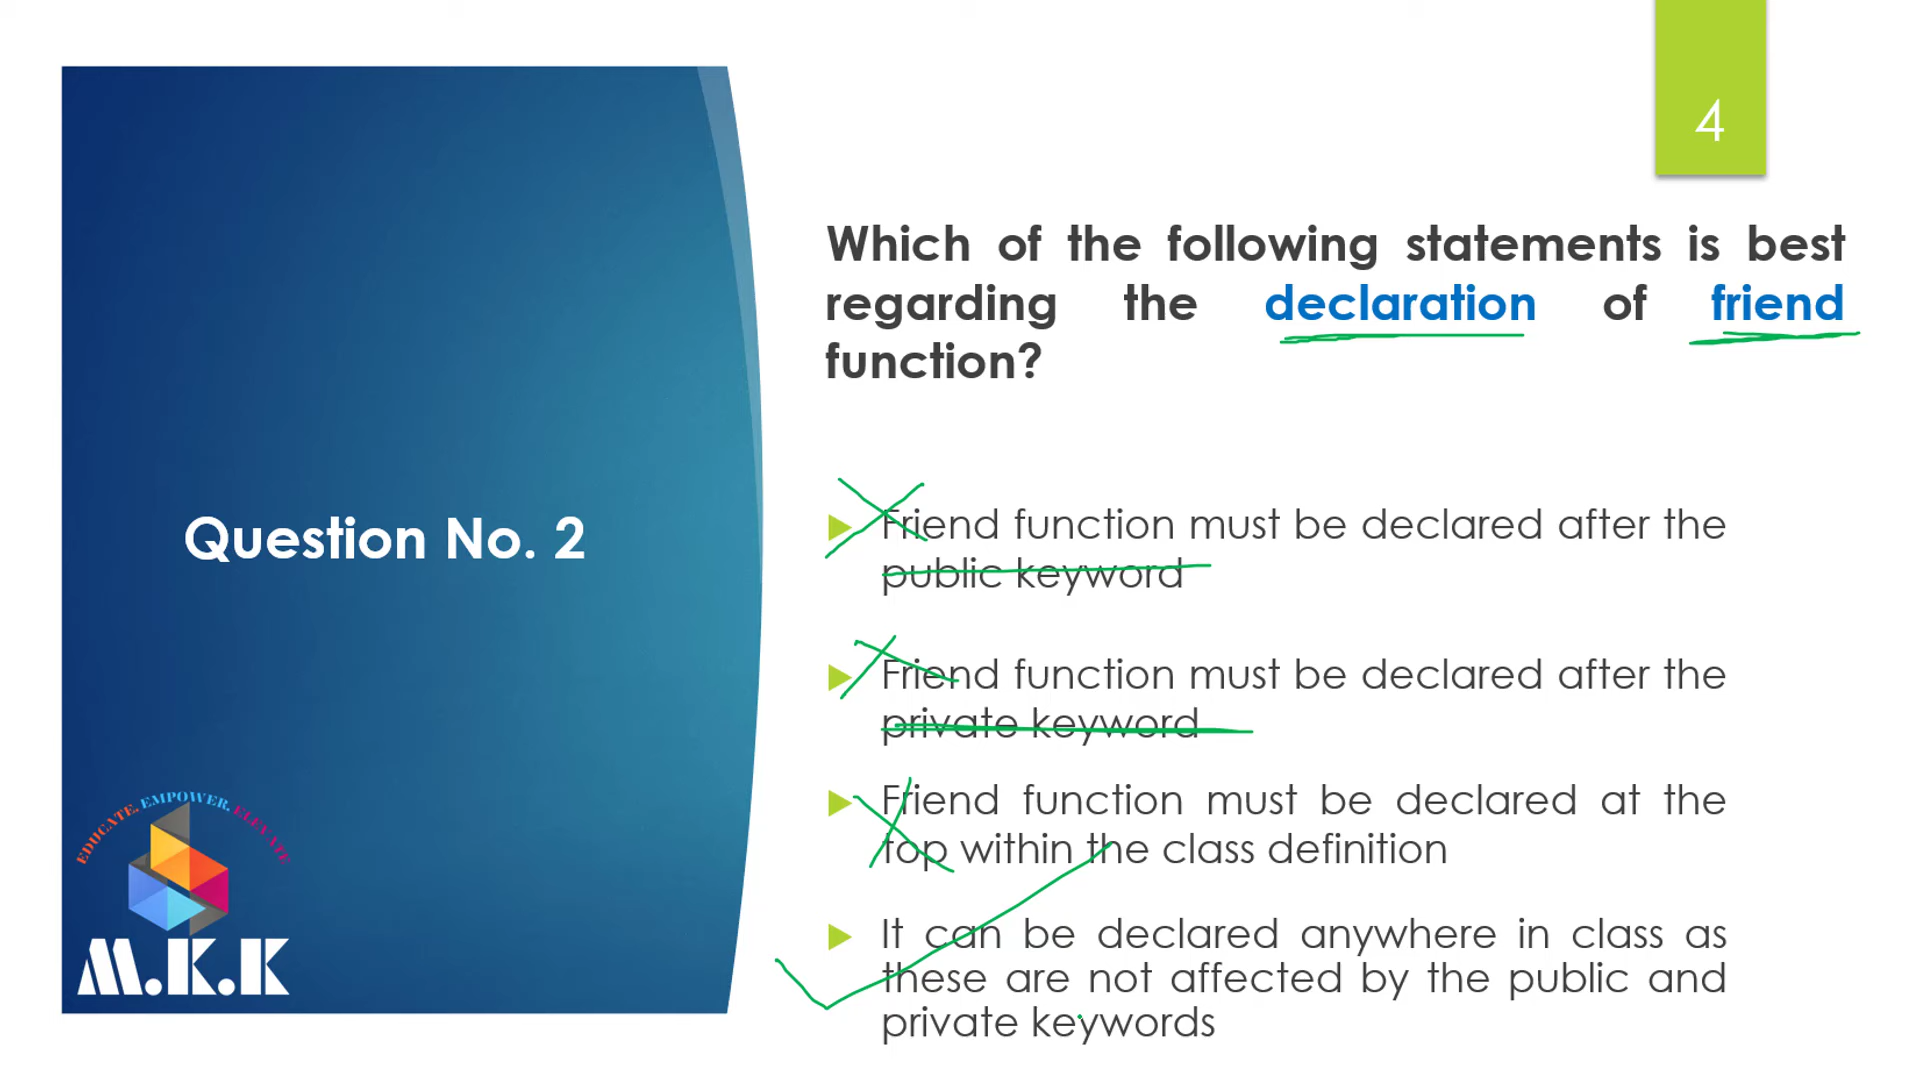 4
Which of the following statements is best
regarding the declaration of friend
function?
Question No. 2
Friend function must be declared after the
public keyword
Friend function must be declared after the
private keyword
Friend function must be declared at the
top within the class definition
It can be declared anywhere in class as
these are not affected by the public and
private keywords
EDUCATE. EMPOWER. ELEVATE
M.K.K